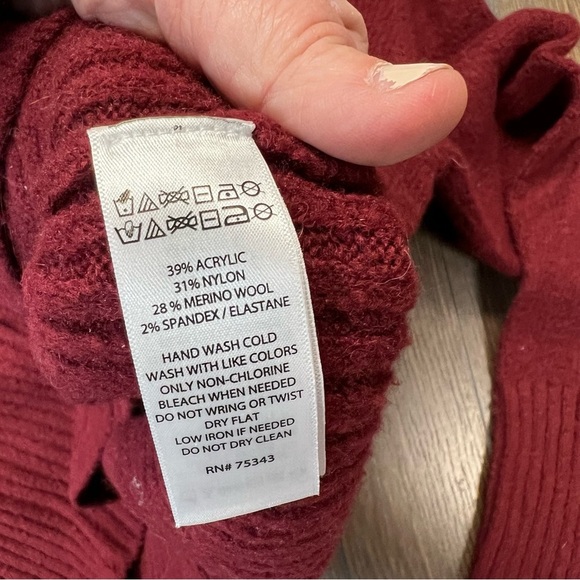 39% ACRYLIC
31% NYLON
28 % MERINO WOOL
2% SPANDEX / ELASTANE
HAND WASH COLD
WASH WITH LIKE COLORS
ONLY NON-CHLORINE
BLEACH WHEN NEEDED
DO NOT WRING OR TWIST
DRY FLAT
LOW IRON IF NEEDED
DO NOT DRY CLEAN
RN# 75343